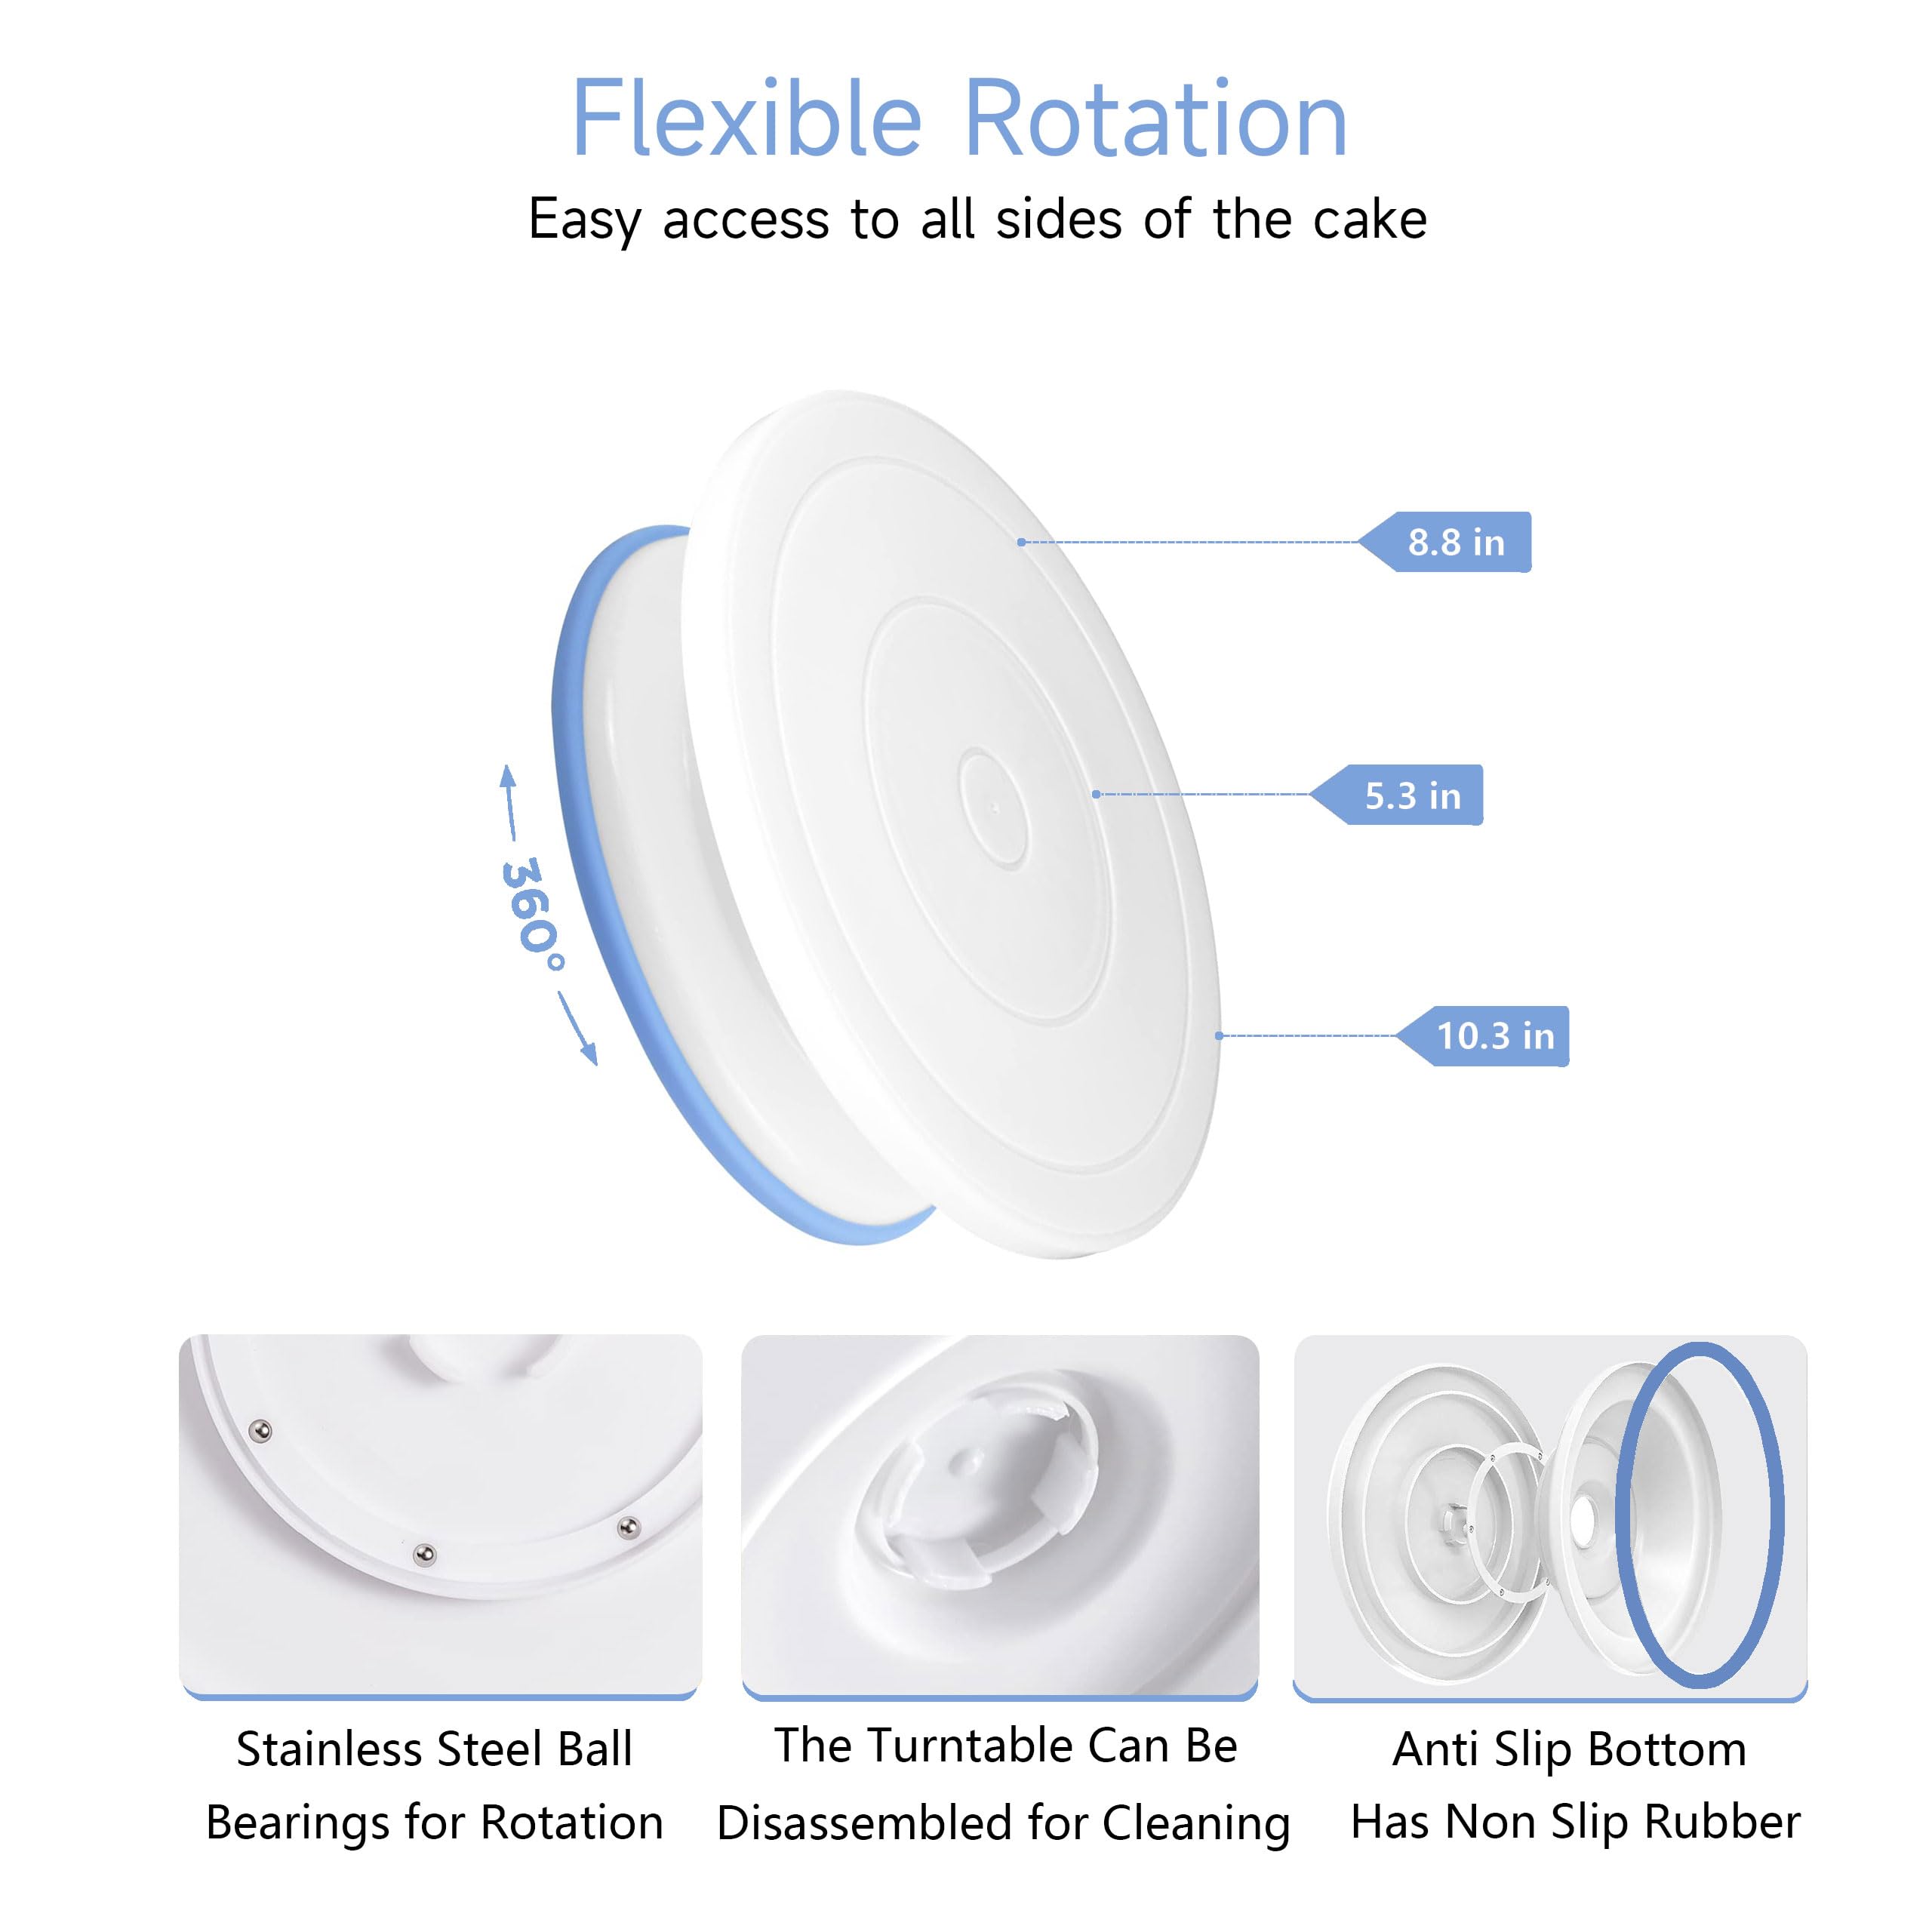 Flexible Rotation
Easy access to all sides of the cake
8.8 in
5.3 in
360°
10.3 in
Stainless Steel Ball
Bearings for Rotation
The Turntable Can Be
Disassembled for Cleaning
Anti Slip Bottom
Has Non Slip Rubber